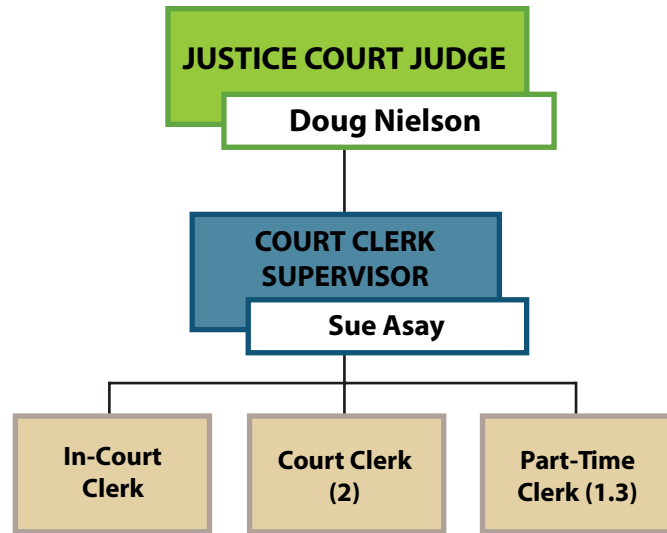 JUSTICE COURT JUDGE
Doug Nielson
COURT CLERK
SUPERVISOR
Sue Asay
In-Court
Clerk
Court Clerk
(2)
Part-Time
Clerk (1.3)